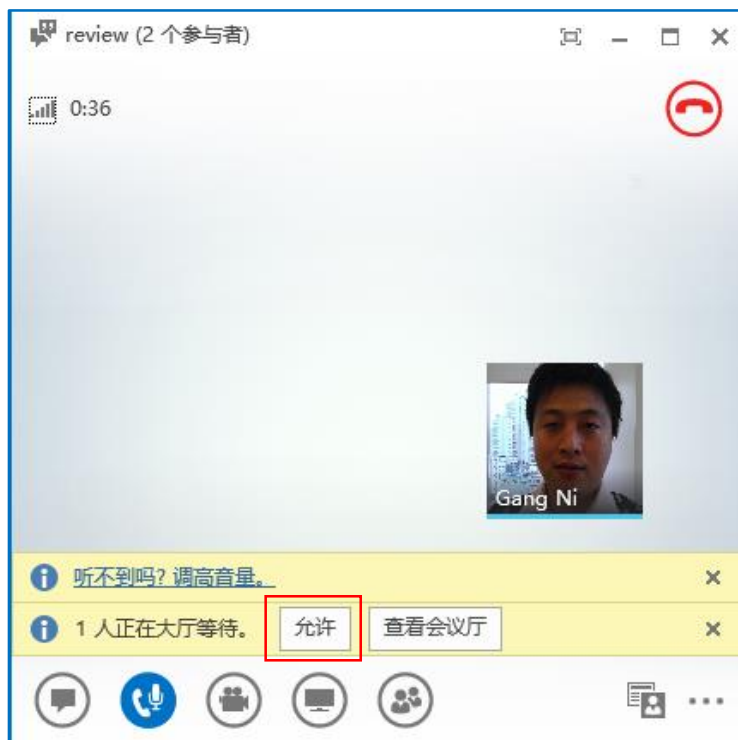 review (2 个参与者)
0:36
Gang Ni
听不到吗? 调高音量。
1 人正在大厅等待。 允许 查看会议厅